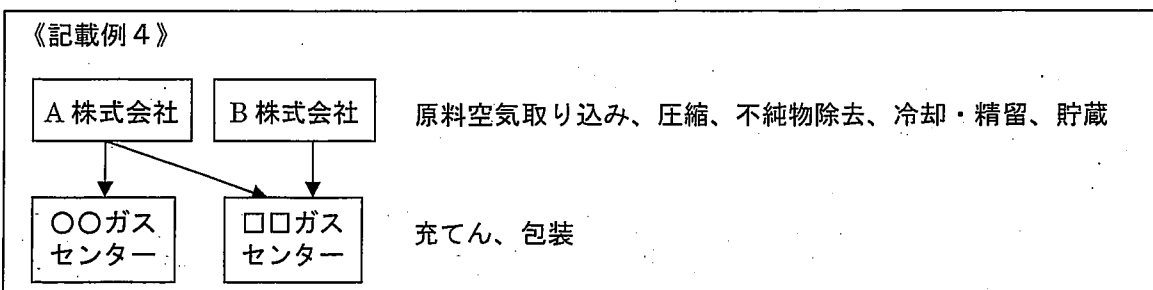 《記載例4》
A株式会社
B株式会社
原料空気取り込み、圧縮、不純物除去、冷却・精留、貯蔵
〇〇ガス
センター
□□ガス
センター
充てん、包装